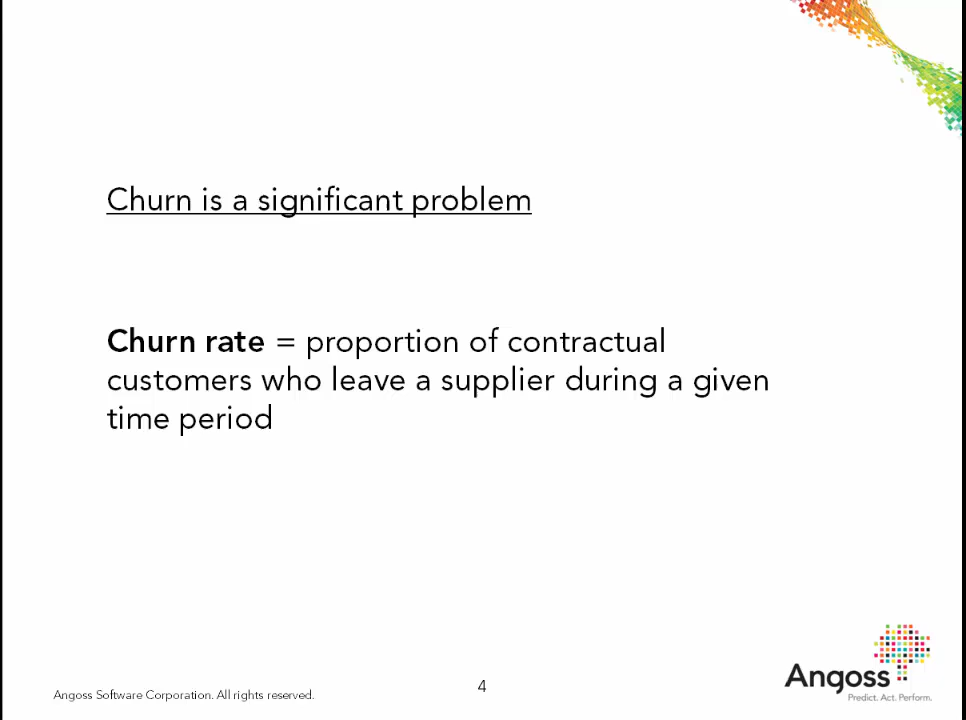 Churn is a significant problem
Churn rate = proportion of contractual
customers who leave a supplier during a given
time period
Angoss Software Corporation. All rights reserved.
4
Angoss
Predict. Act. Perform.